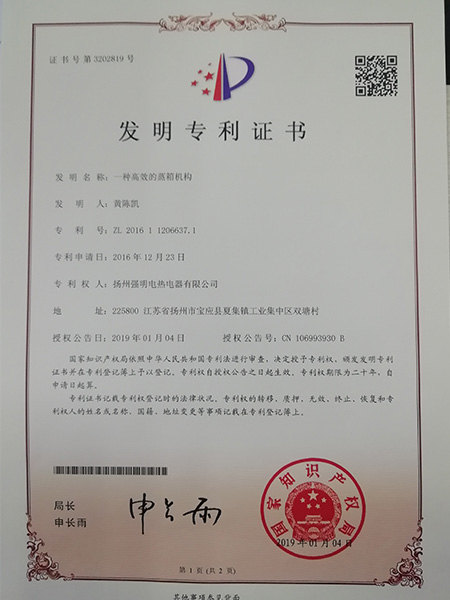 证书号第3202819号
发明专利证书
发明名称：一种高效的蒸箱机构
发明人：黄陈凯
专利号：ZL 2016 1 1206637.1
专利申请日：2016年12月23日
专利权人：扬州强明电热电器有限公司
地址：225800 江苏省扬州市宝应县夏集镇工业集中区双塘村
授权公告日：2019年01月04日 授权公告号：CN 106993930 B
国家知识产权局依照中华人民共和国专利法进行审查，决定授予专利权，颁发发明专利
证书并在专利登记簿上予以登记。专利权自授权公告之日起生效。专利权期限为二十年，自
申请日起算。
专利证书记载专利权登记时的法律状况。专利权的转移、质押、无效、终止、恢复和专
利权人的姓名或名称、国籍、地址变更等事项记载在专利登记簿上。
局长
申长雨
申长雨
国家知识产权局
2019年01月04日
第1页(共2页)
其他事项参见背面